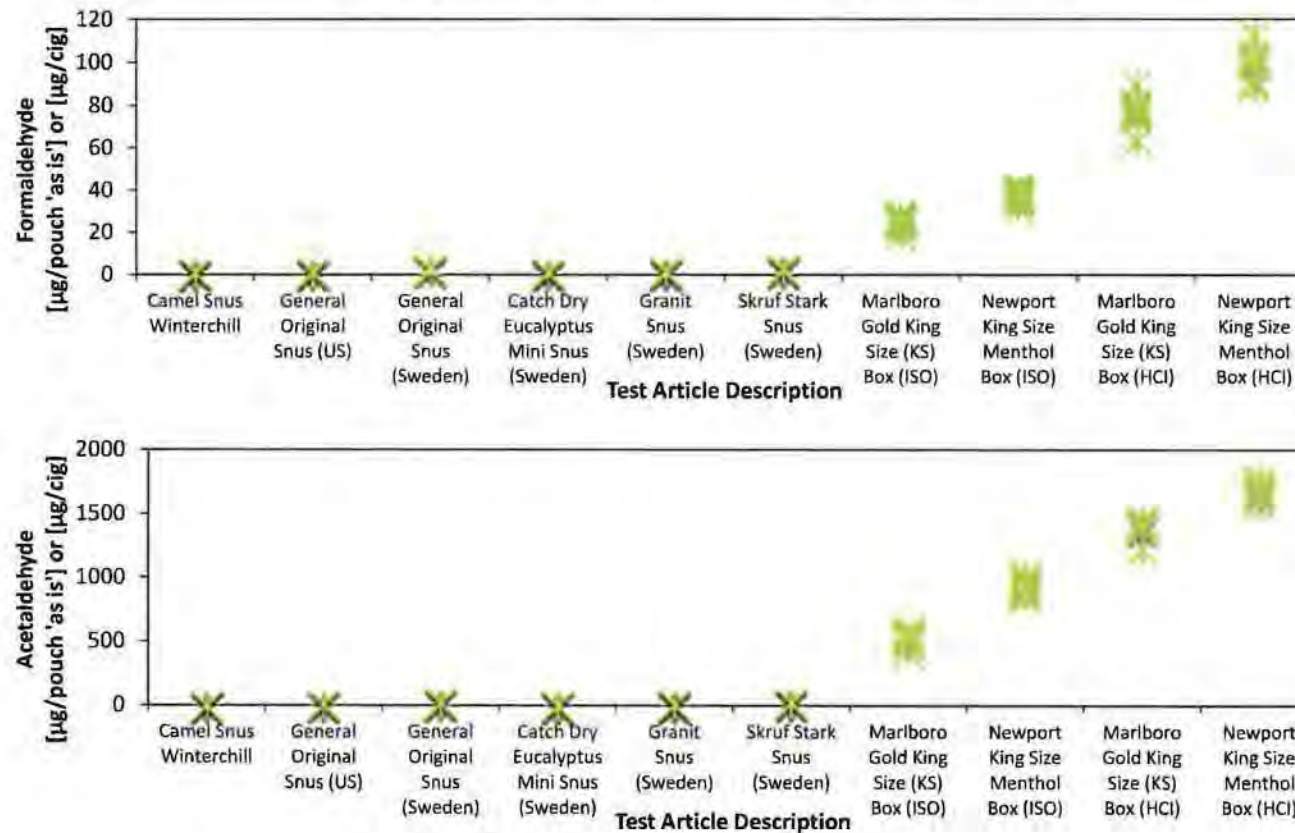 Formaldehyde
[µg/pouch 'as is'] or [µg/cig]
120
100
80
60
40
20
0
Camel Snus
Winterchill
General
Original
Snus (US)
General
Original
Snus
(Sweden)
Catch Dry
Eucalyptus
Mini Snus
(Sweden)
Granit
Snus
(Sweden)
Skruf Stark
Snus
(Sweden)
Marlboro
Gold King
Size (KS)
Box (ISO)
Newport
King Size
Menthol
Box (ISO)
Marlboro
Gold King
Size (KS)
Box (HCI)
Newport
King Size
Menthol
Box (HCI)
Test Article Description
Acetaldehyde
[µg/pouch 'as is'] or [µg/cig]
2000
1500
1000
500
0
Camel Snus
Winterchill
General
Original
Snus (US)
General
Original
Snus
(Sweden)
Catch Dry
Eucalyptus
Mini Snus
(Sweden)
Granit
Snus
(Sweden)
Skruf Stark
Snus
(Sweden)
Marlboro
Gold King
Size (KS)
Box (ISO)
Newport
King Size
Menthol
Box (ISO)
Marlboro
Gold King
Size (KS)
Box (HCI)
Newport
King Size
Menthol
Box (HCI)
Test Article Description